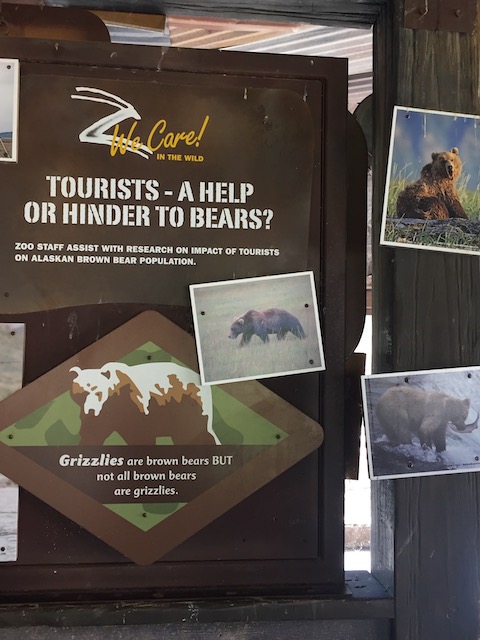 We Care!
IN THE WILD
TOURISTS - A HELP
OR HINDER TO BEARS?
ZOO STAFF ASSIST WITH RESEARCH ON IMPACT OF TOURISTS
ON ALASKAN BROWN BEAR POPULATION.
Grizzlies are brown bears BUT
not all brown bears
are grizzlies.